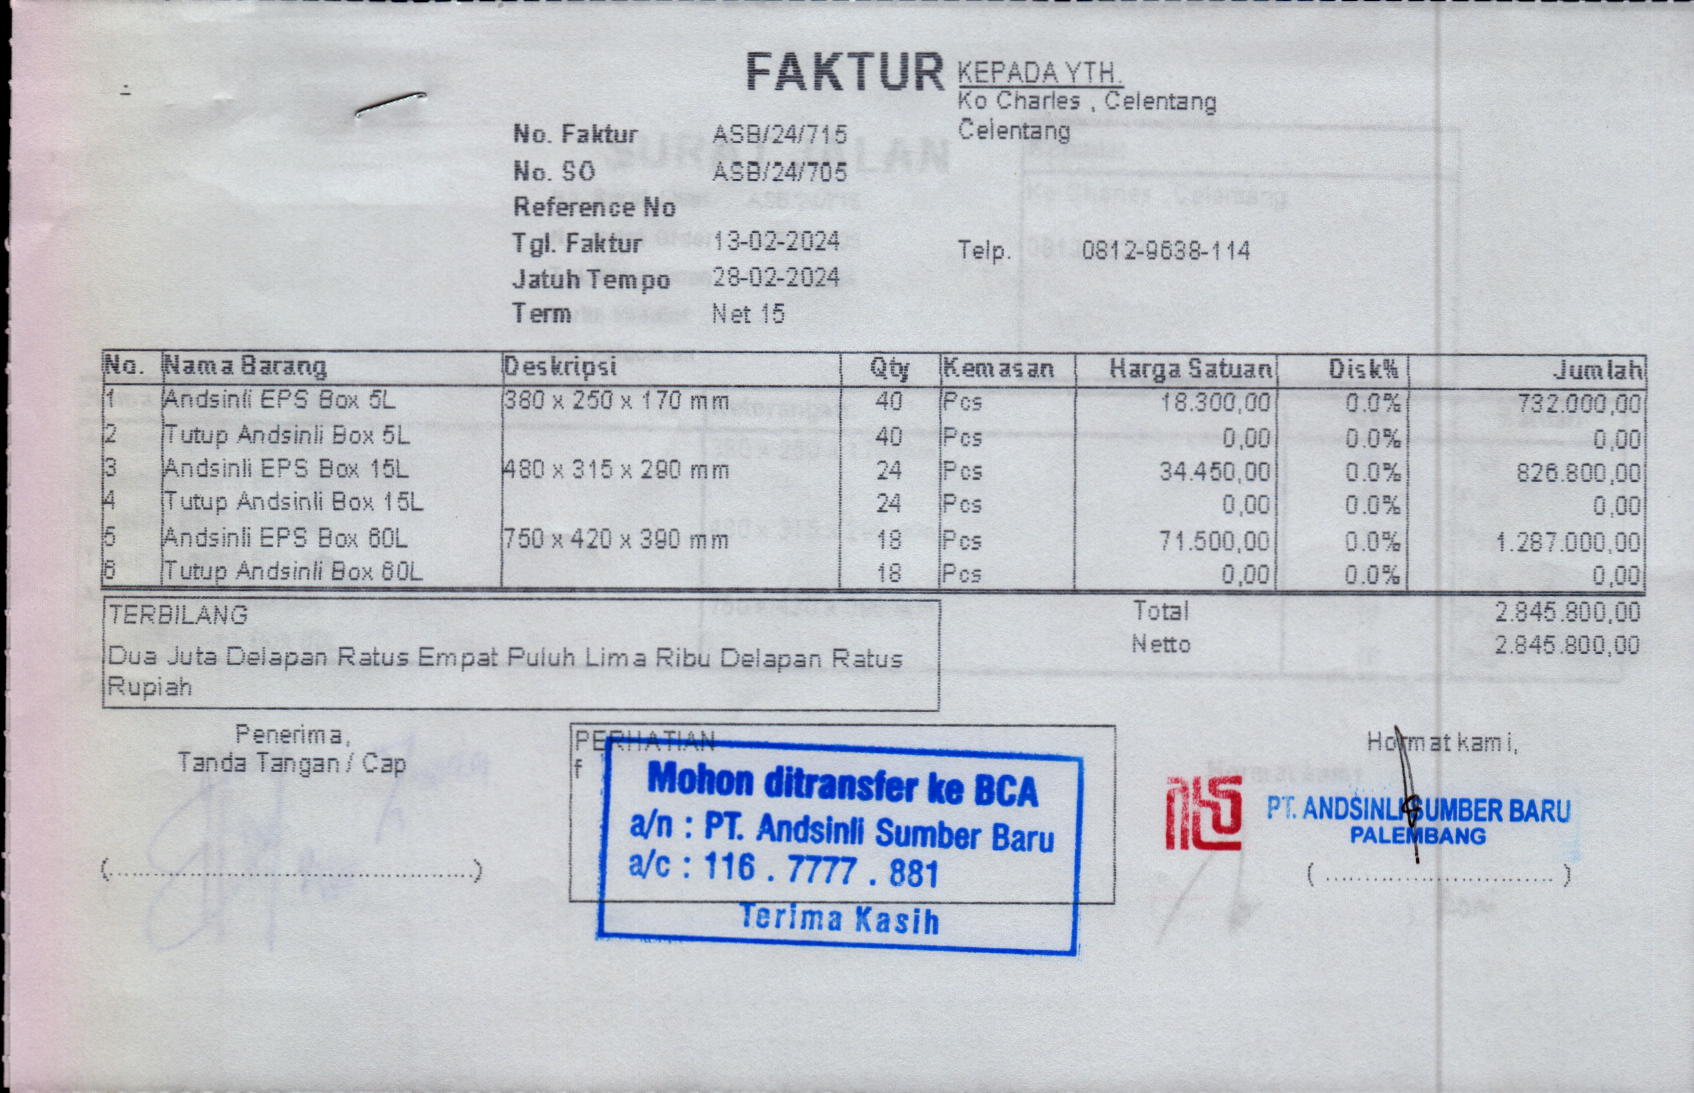 FAKTUR
KEPADA YTH.
Ko Charles , Celentang
Celentang
No. Faktur ASB/24/715
No. SO ASB/24/705
Reference No
Tgl. Faktur 13-02-2024
Telp. 0812-9638-114
Jatuh Tempo 28-02-2024
Term Net 15
No. Nama Barang Deskripsi Qty Kemasan Harga Satuan Disk% Jumlah
1 Andsinli EPS Box 5L 380 x 250 x 170 mm 40 Pcs 18.300,00 0.0% 732.000,00
2 Tutup Andsinli Box 5L 40 Pcs 0,00 0.0% 0,00
3 Andsinli EPS Box 15L 480 x 315 x 290 mm 24 Pcs 34.450,00 0.0% 826.800,00
4 Tutup Andsinli Box 15L 24 Pcs 0,00 0.0% 0,00
5 Andsinli EPS Box 60L 750 x 420 x 390 mm 18 Pcs 71.500,00 0.0% 1.287.000,00
6 Tutup Andsinli Box 60L 18 Pcs 0,00 0.0% 0,00
TERBILANG
Dua Juta Delapan Ratus Empat Puluh Lima Ribu Delapan Ratus
Rupiah
Total 2.845.800,00
Netto 2.845.800,00
Penerima,
Tanda Tangan / Cap
(.......................................................)
PERHATIAN
f
Mohon ditransfer ke BCA
a/n : PT. Andsinli Sumber Baru
a/c : 116 . 7777 . 881
Terima Kasih
Hormat kami,
PT. ANDSINLI SUMBER BARU
PALEMBANG
( .................................. )